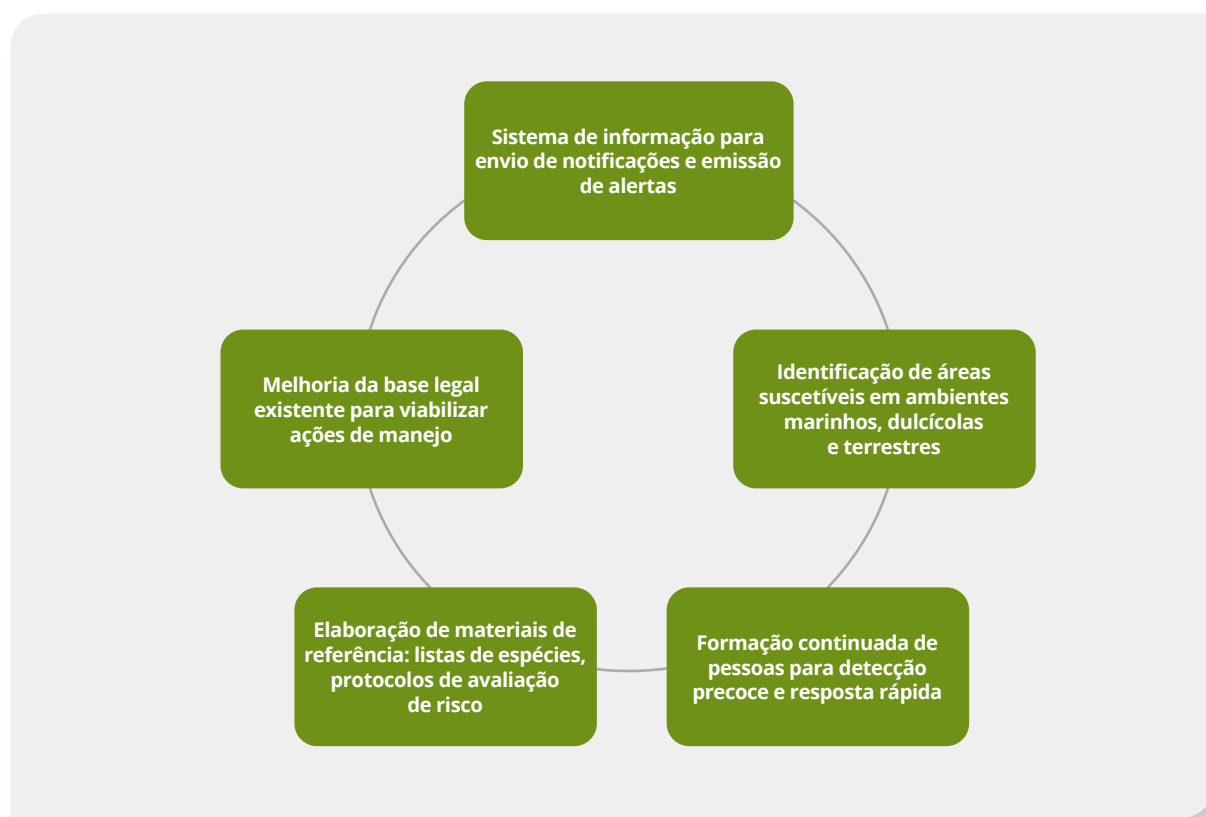 Sistema de informação para
envio de notificações e emissão
de alertas
Identificação de áreas
suscetíveis em ambientes
marinhos, dulcícolas
e terrestres
Formação continuada de
pessoas para detecção
precoce e resposta rápida
Elaboração de materiais de
referência: listas de espécies,
protocolos de avaliação
de risco
Melhoria da base legal
existente para viabilizar
ações de manejo